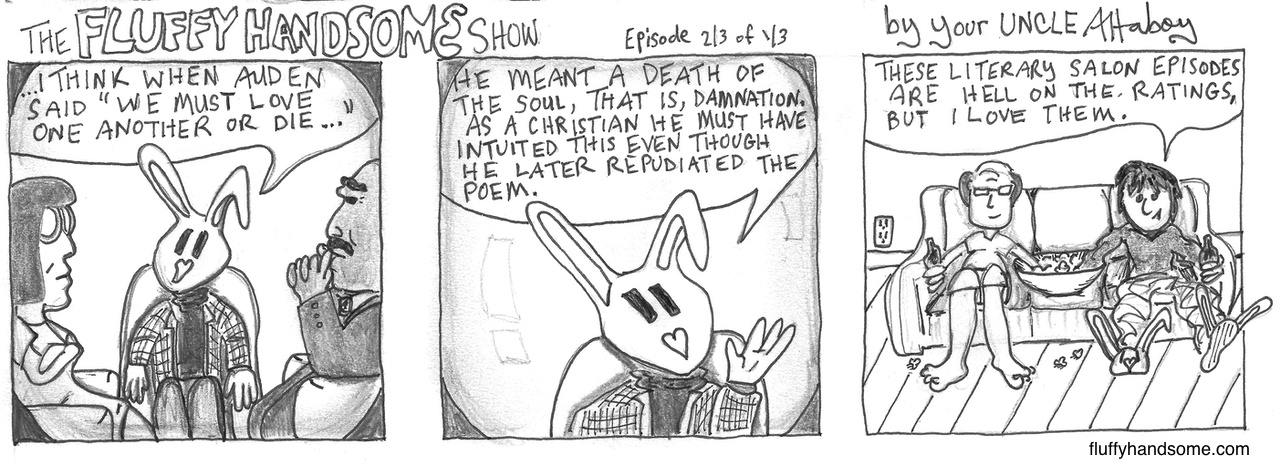 THE FLUFFY HANDSOME SHOW
Episode 2/3 of 1/3
by your UNCLE Attaboy
...I THINK WHEN AUDEN
SAID "WE MUST LOVE
ONE ANOTHER OR DIE..."
HE MEANT A DEATH OF
THE SOUL, THAT IS, DAMNATION.
AS A CHRISTIAN HE MUST HAVE
INTUITED THIS EVEN THOUGH
HE LATER REPUDIATED THE
POEM.
THESE LITERARY SALON EPISODES
ARE HELL ON THE RATINGS,
BUT I LOVE THEM.
fluffyhandsome.com